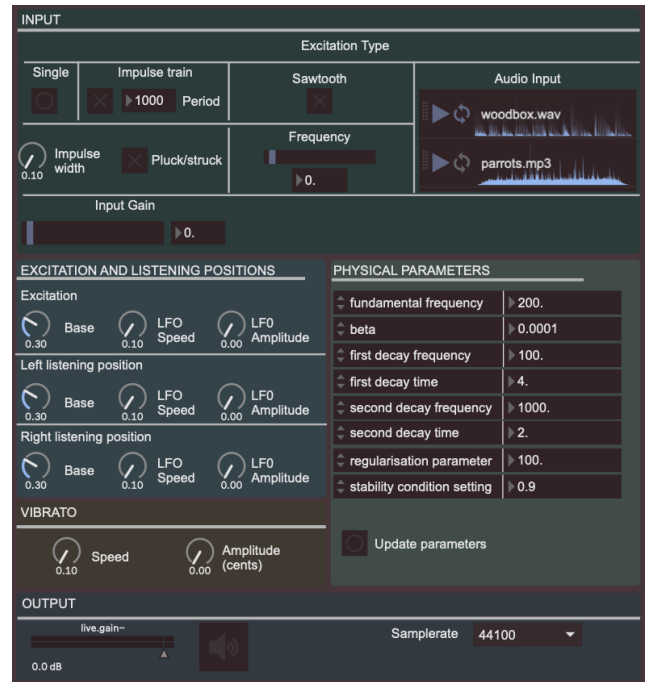 INPUT
Excitation Type
Single
Impulse train
Sawtooth
Audio Input
1000 Period
woodbox.wav
Impulse
width
0.10
Pluck/struck
Frequency
0.
parrots.mp3
Input Gain
0.
EXCITATION AND LISTENING POSITIONS
Excitation
0.30
Base
0.10
LFO
Speed
0.00
LF0
Amplitude
Left listening position
0.30
Base
0.10
LFO
Speed
0.00
LF0
Amplitude
Right listening position
0.30
Base
0.10
LFO
Speed
0.00
LF0
Amplitude
PHYSICAL PARAMETERS
fundamental frequency 200.
beta 0.0001
first decay frequency 100.
first decay time 4.
second decay frequency 1000.
second decay time 2.
regularisation parameter 100.
stability condition setting 0.9
Update parameters
VIBRATO
0.10
Speed
0.00
Amplitude
(cents)
OUTPUT
live.gain~
0.0 dB
Samplerate 44100